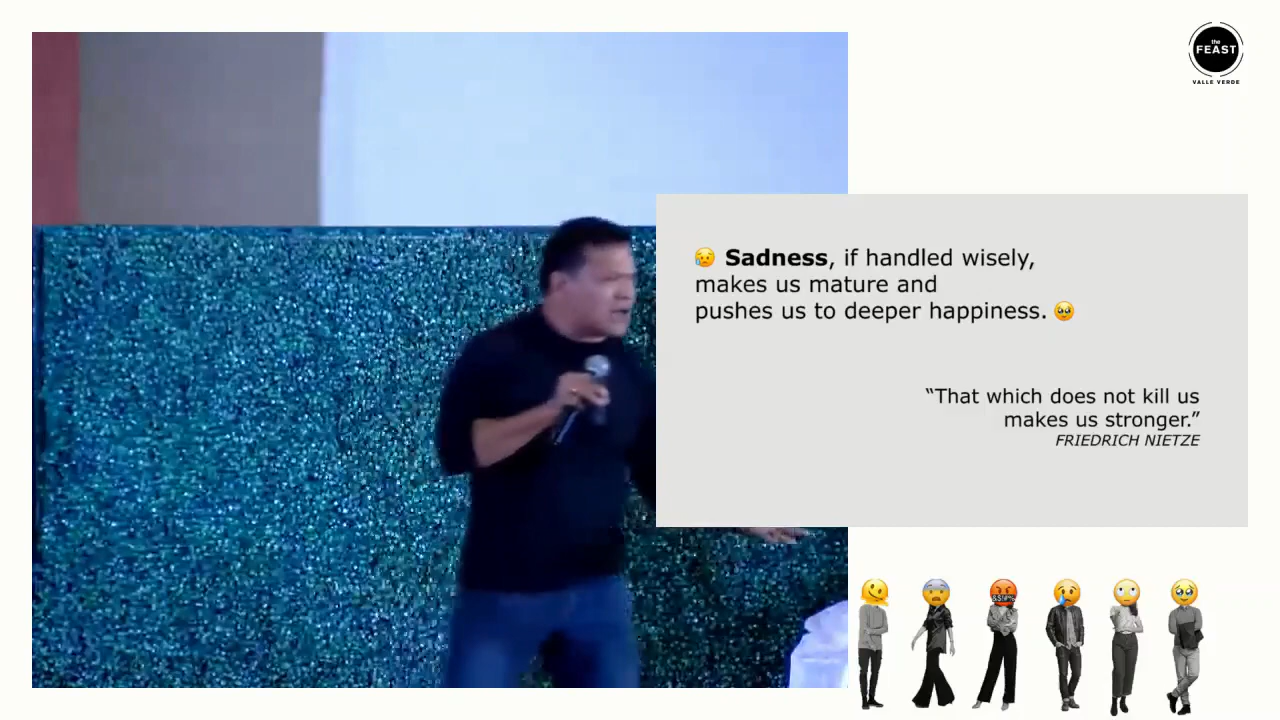 the
FEAST
VALLE VERDE
😥 Sadness, if handled wisely,
makes us mature and
pushes us to deeper happiness. 🥹
“That which does not kill us
makes us stronger.”
FRIEDRICH NIETZE
&$!#%